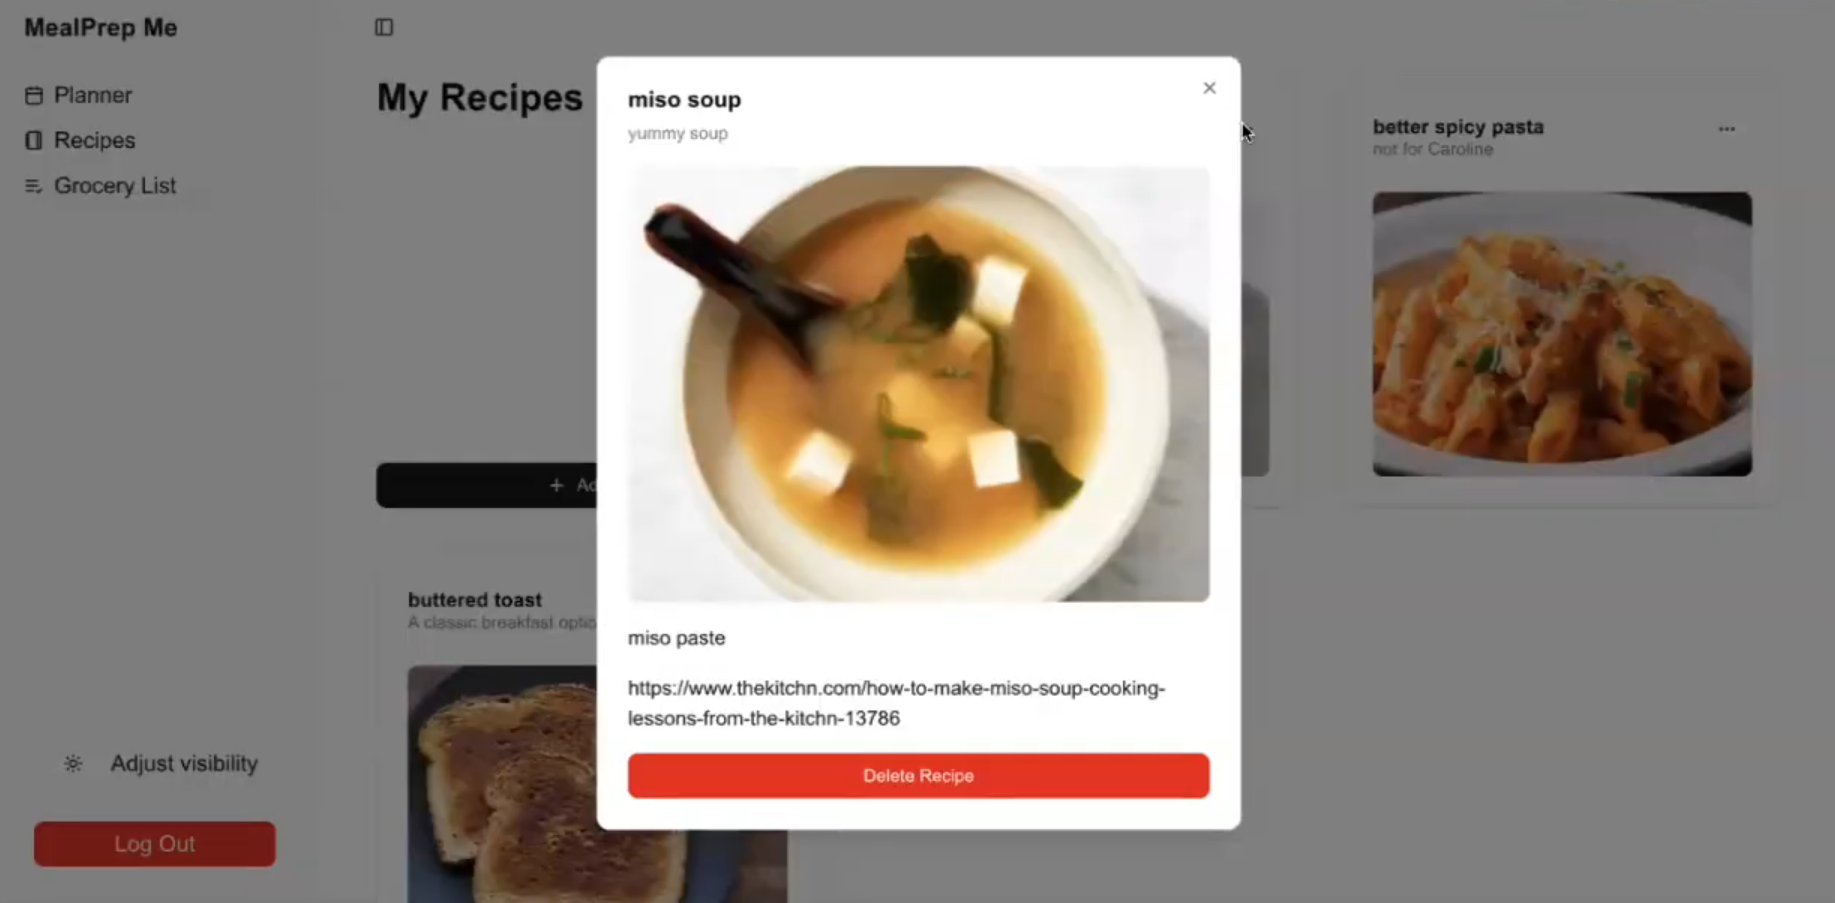 MealPrep Me
Planner
Recipes
Grocery List
Adjust visibility
Log Out
My Recipes
buttered toast
A classic breakfast
miso soup
yummy soup
miso paste
https://www.thekitchn.com/how-to-make-miso-soup-cooking-
lessons-from-the-kitchn-13786
Delete Recipe
better spicy pasta
not for Caroline